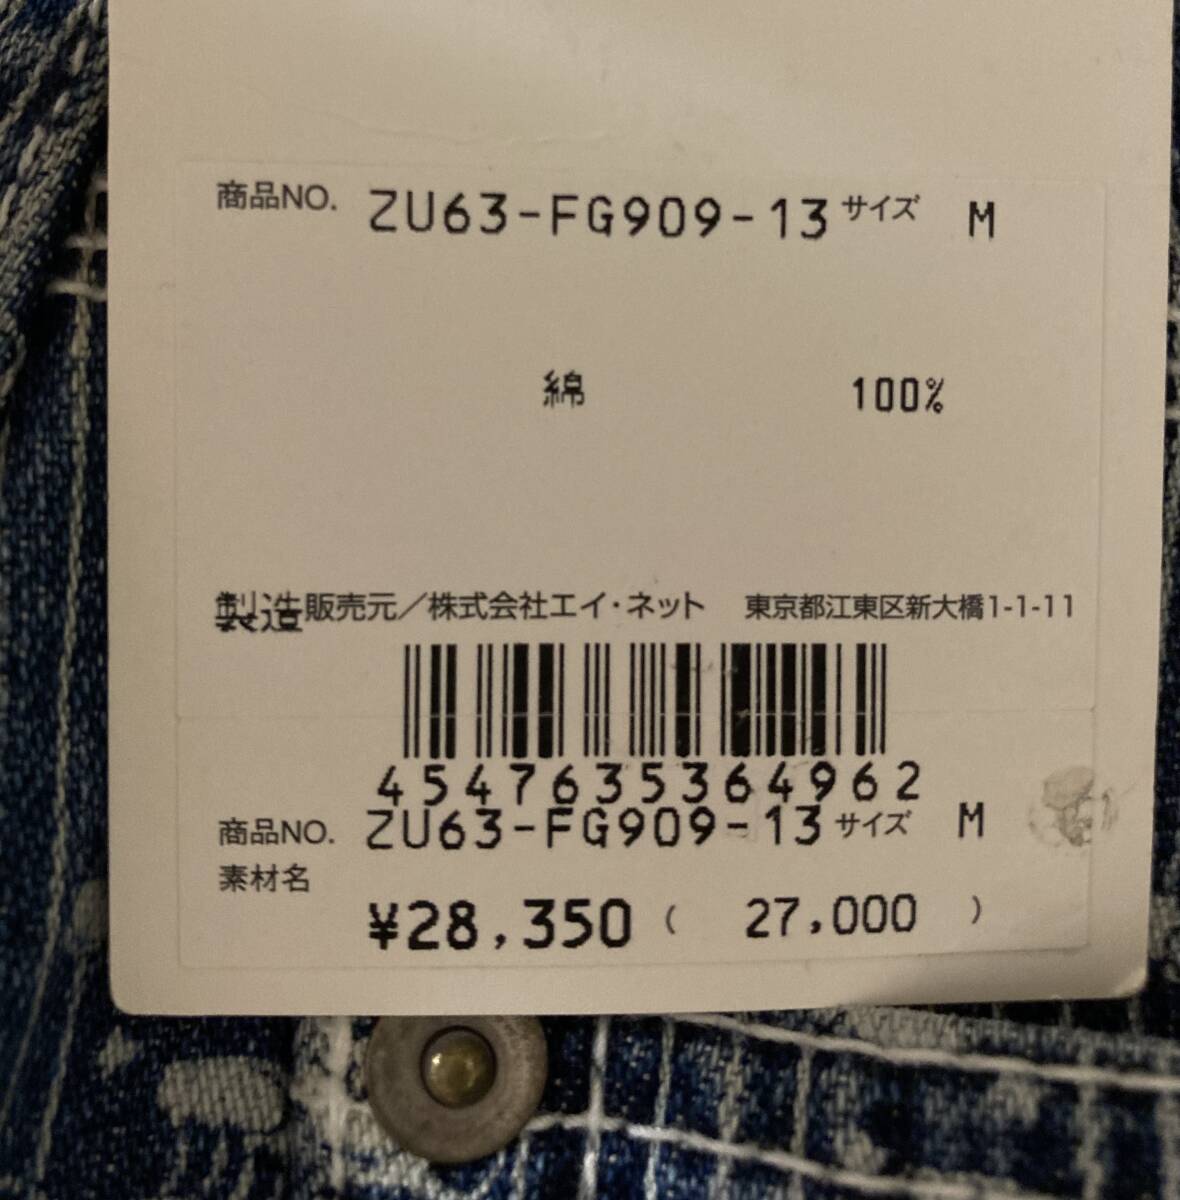 商品NO. ZU63-FG909-13 サイズ M
綿 100%
製造販売元／株式会社エイ・ネット 東京都江東区新大橋1-1-11
4547635364962
商品NO. ZU63-FG909-13 サイズ M
素材名
¥28,350 ( 27,000 )